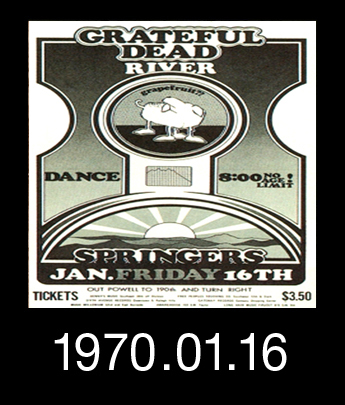 GRATEFUL
DEAD
RIVER
grapefruit??
DANCE
8:00 NO AGE LIMIT!
SPRINGERS
JAN. FRIDAY 16TH
OUT POWELL TO 190th AND TURN RIGHT
TICKETS
$3.50
1970.01.16